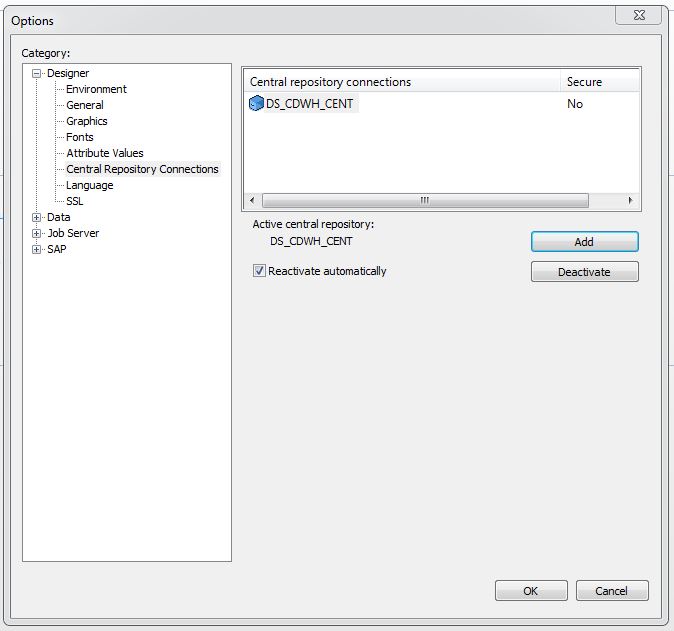 Options
Category:
Designer
Environment
General
Graphics
Fonts
Attribute Values
Central Repository Connections
Language
SSL
Data
Job Server
SAP
Central repository connections Secure
DS_CDWH_CENT No
Active central repository:
DS_CDWH_CENT
Add
Reactivate automatically
Deactivate
OK Cancel